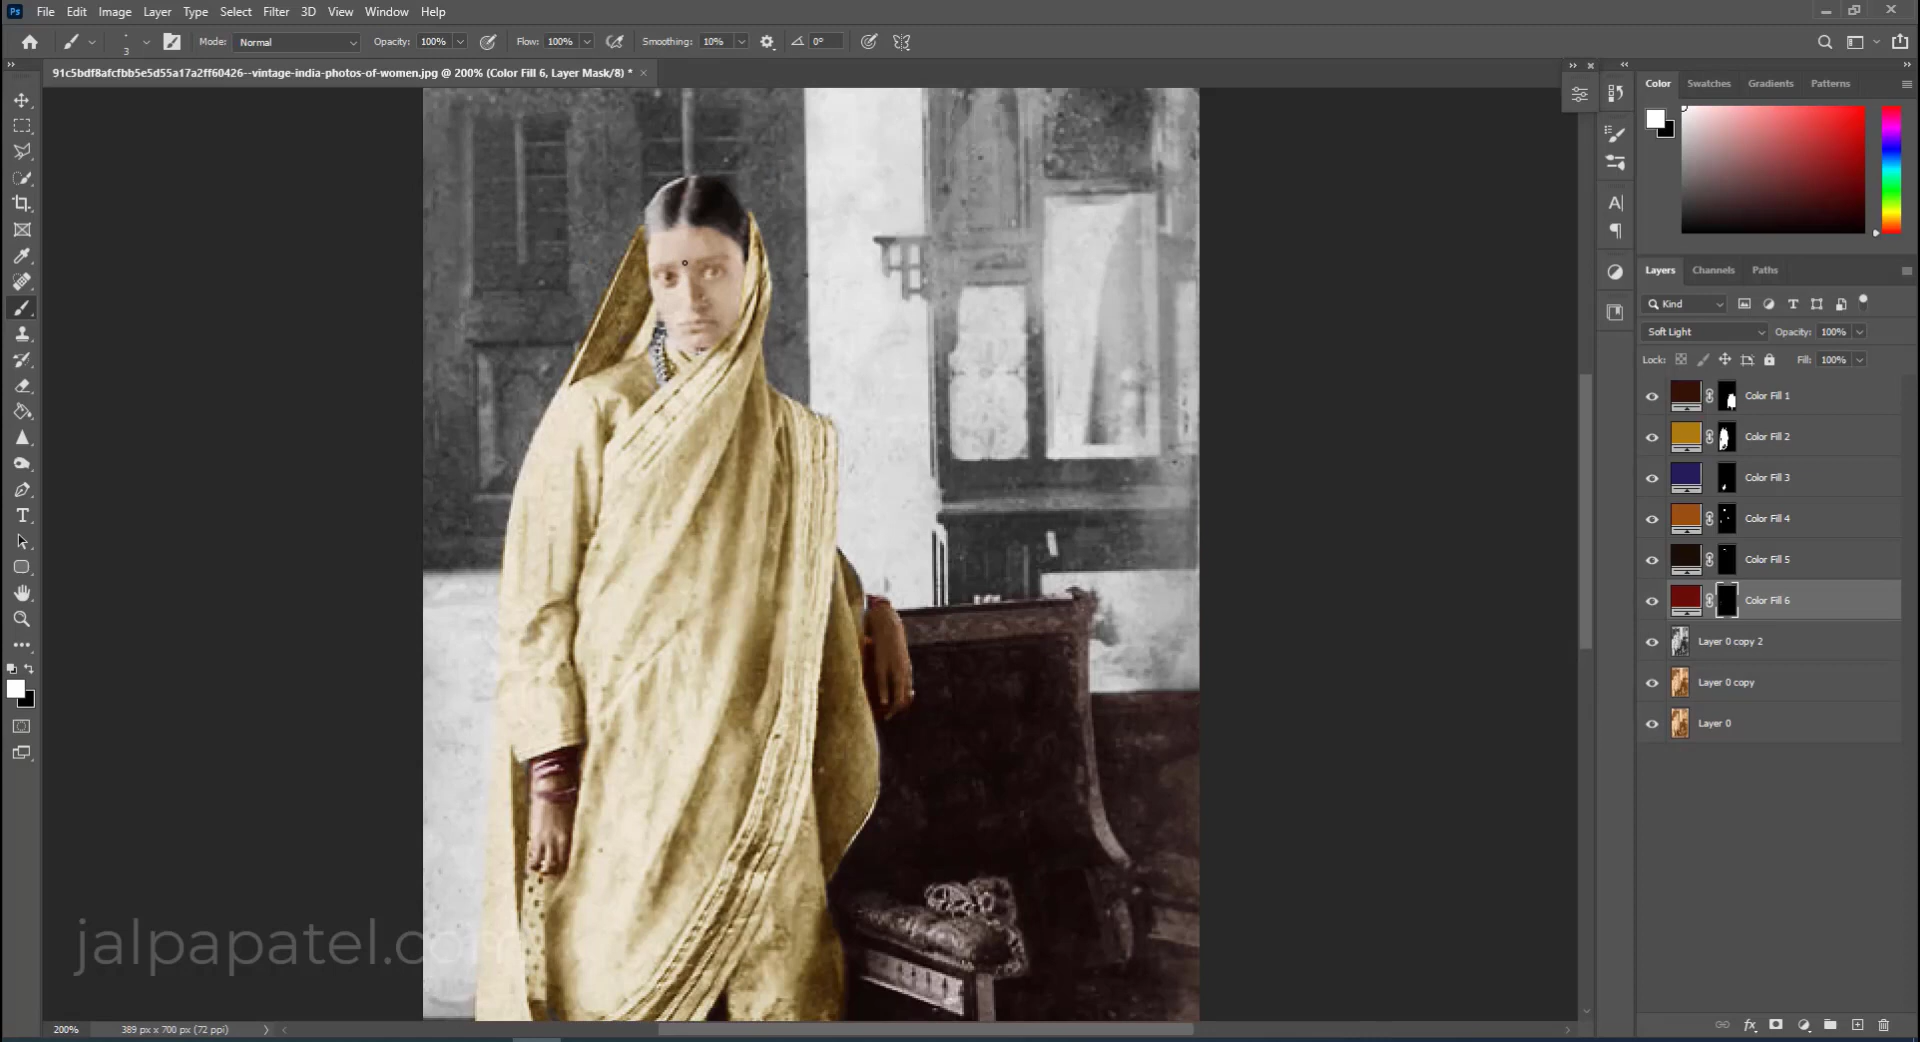 Ps File Edit Image Layer Type Select Filter 3D View Window Help
3 Mode: Normal Opacity: 100% Flow: 100% Smoothing: 10% 0°
91c5bdf8afcfbb5e5d55a17a2ff60426--vintage-india-photos-of-women.jpg @ 200% (Color Fill 6, Layer Mask/8) *
Color Swatches Gradients Patterns
Layers Channels Paths
Kind
Soft Light Opacity: 100%
Lock: Fill: 100%
Color Fill 1
Color Fill 2
Color Fill 3
Color Fill 4
Color Fill 5
Color Fill 6
Layer 0 copy 2
Layer 0 copy
Layer 0
jalpapatel.com
200% 389 px x 700 px (72 ppi)
fx